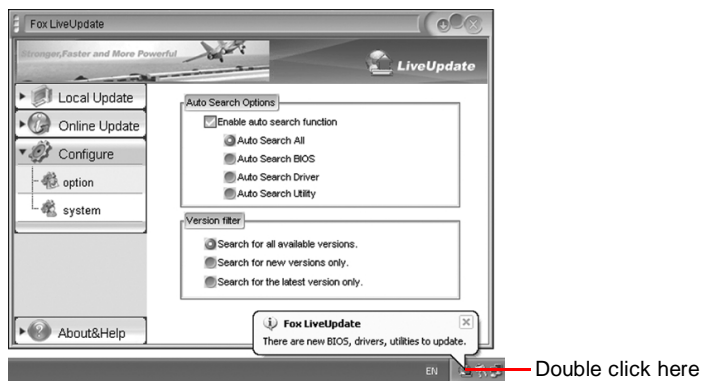 Fox LiveUpdate
Stronger,Faster and More Powerful
LiveUpdate
Local Update
Online Update
Configure
option
system
About&Help
Auto Search Options
Enable auto search function
Auto Search All
Auto Search BIOS
Auto Search Driver
Auto Search Utility
Version filter
Search for all available versions.
Search for new versions only.
Search for the latest version only.
Fox LiveUpdate
There are new BIOS, drivers, utilities to update.
EN
Double click here